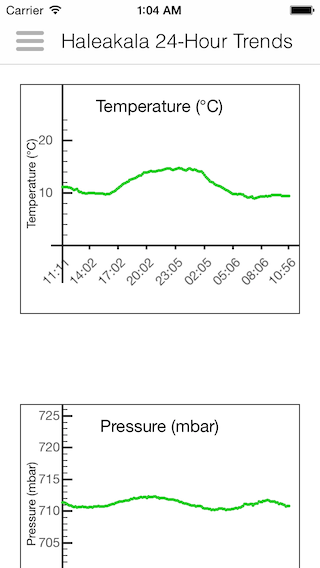 Carrier 1:04 AM
Haleakala 24-Hour Trends
Temperature (°C)
Temperature (°C)
20
10
11:11 14:02 17:02 20:02 23:05 02:05 05:06 08:06 10:56
Pressure (mbar)
Pressure (mbar)
725
720
715
710
705